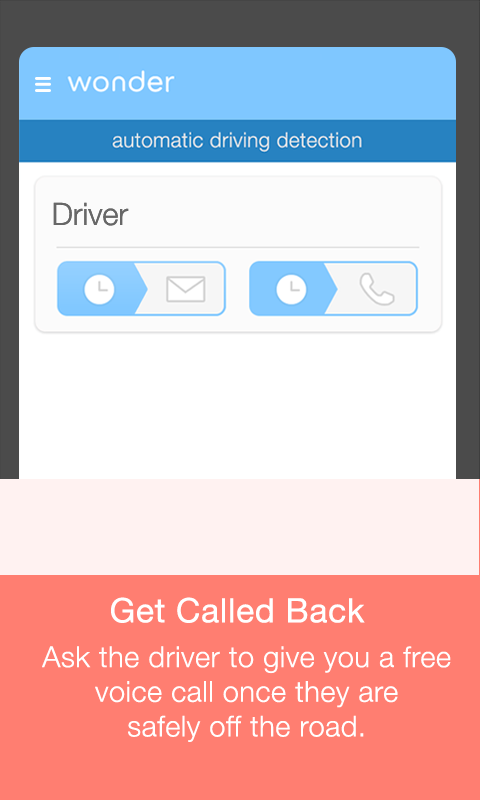 wonder
automatic driving detection
Driver
Get Called Back
Ask the driver to give you a free
voice call once they are
safely off the road.